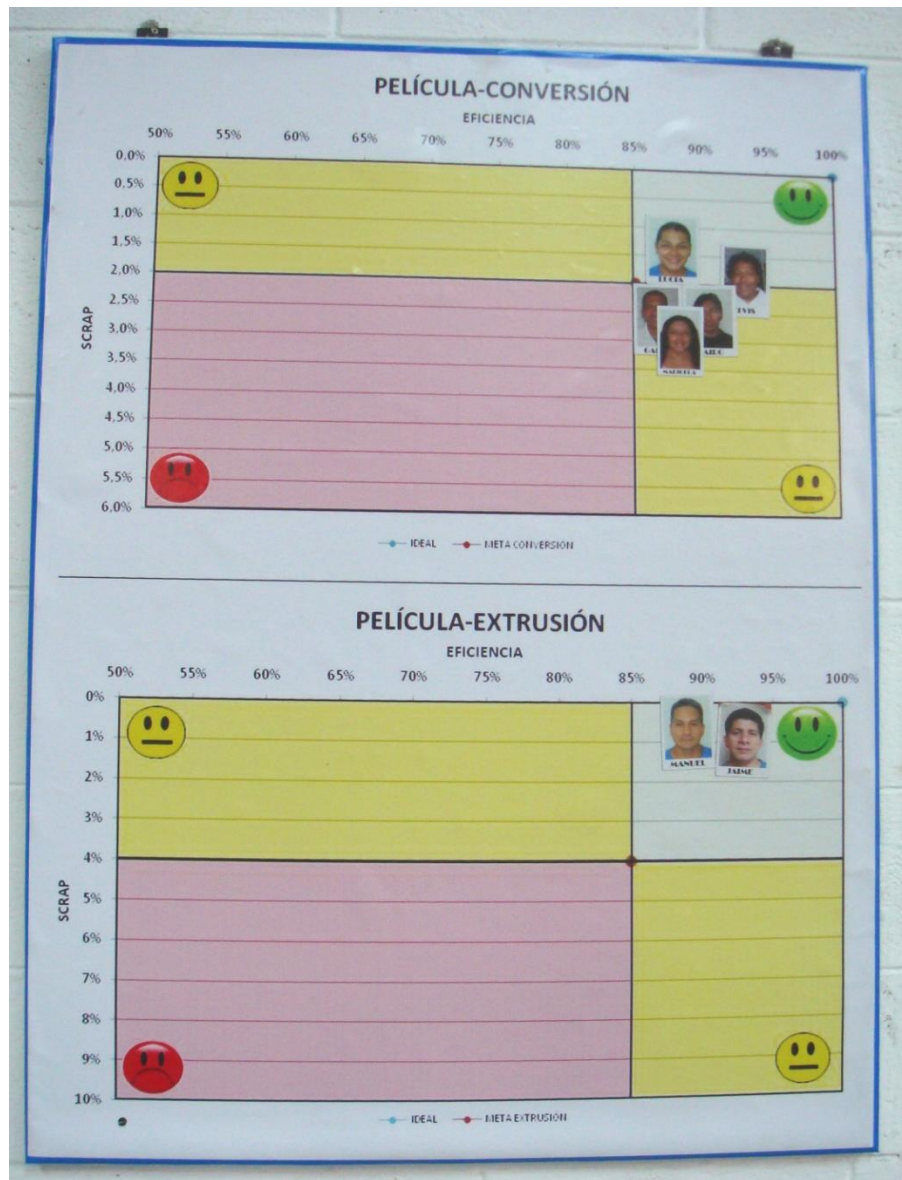 PELÍCULA-CONVERSIÓN
EFICIENCIA
50% 55% 60% 65% 70% 75% 80% 85% 90% 95% 100%
0.0%
0,5%
1,0%
1,5%
2,0%
2,5%
3,0%
3,5%
4,0%
4,5%
5,0%
5,5%
6,0%
SCRAP
LUCIA
IDEAL META CONVERSION
PELÍCULA-EXTRUSIÓN
EFICIENCIA
50% 55% 60% 65% 70% 75% 80% 85% 90% 95% 100%
0%
1%
2%
3%
4%
5%
6%
7%
8%
9%
10%
SCRAP
MANUEL JAIME
IDEAL META EXTRUSIÓN